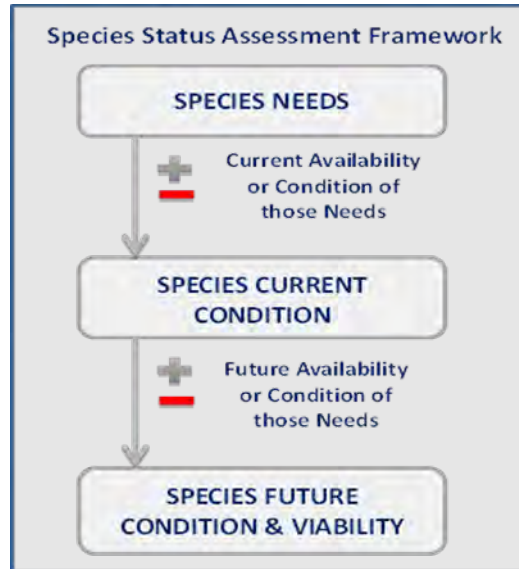 Species Status Assessment Framework
SPECIES NEEDS
Current Availability
or Condition of
those Needs
SPECIES CURRENT
CONDITION
Future Availability
or Condition of
those Needs
SPECIES FUTURE
CONDITION & VIABILITY